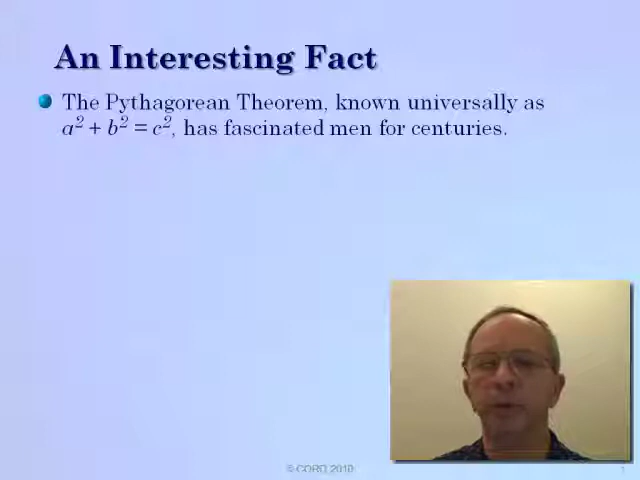 An Interesting Fact
The Pythagorean Theorem, known universally as
a² + b² = c², has fascinated men for centuries.
© CORD 2010
1